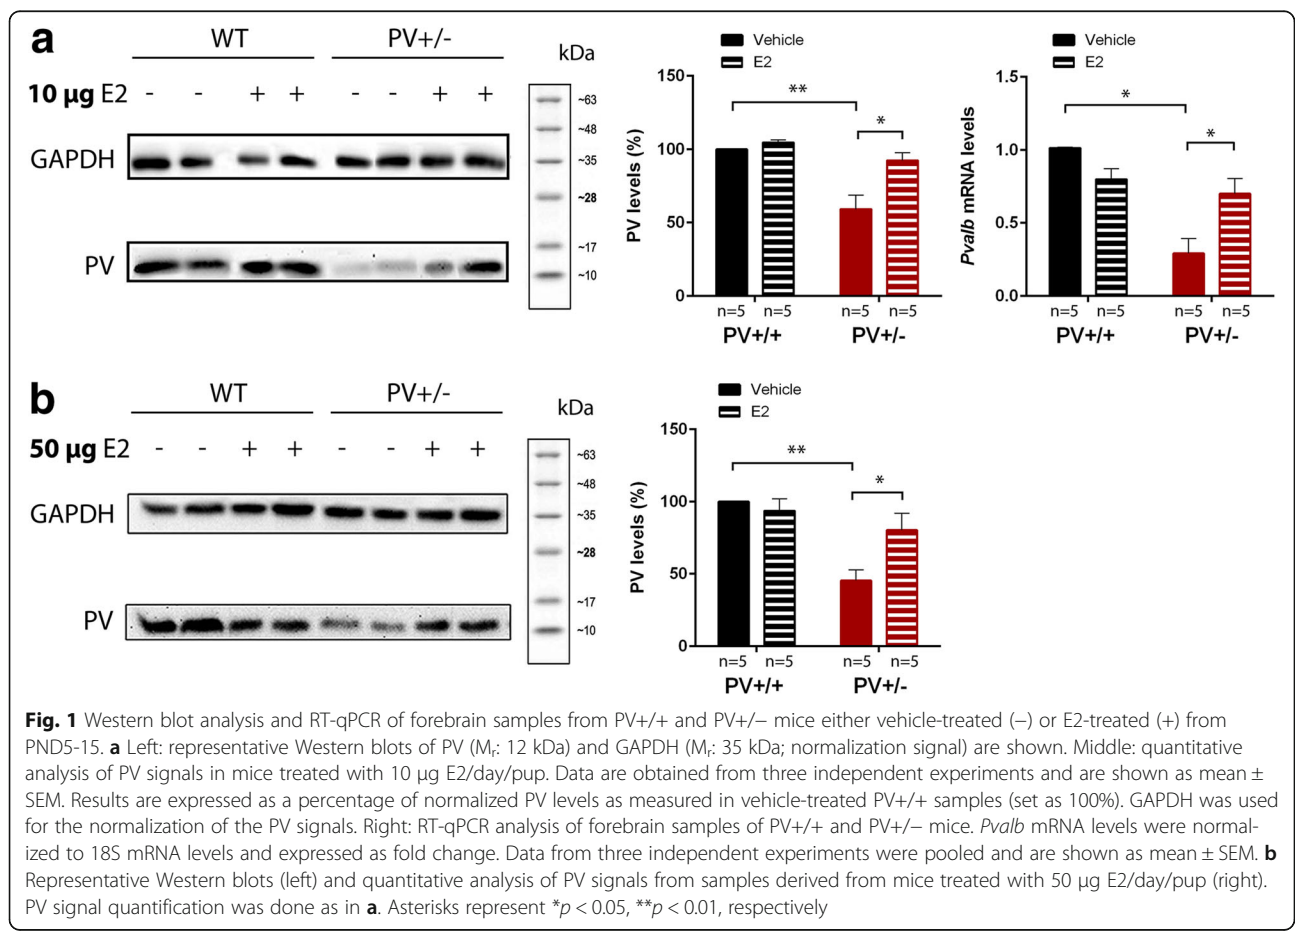 a
WT PV+/-
10 µg E2 - - + + - - + +
GAPDH
PV
kDa
~63
~48
~35
~28
~17
~10
Vehicle
E2
PV levels (%)
150
100
50
0
** *
n=5 n=5 n=5 n=5
PV+/+ PV+/-
Vehicle
E2
Pvalb mRNA levels
1.5
1.0
0.5
0.0
* *
n=5 n=5 n=5 n=5
PV+/+ PV+/-
b
WT PV+/-
50 µg E2 - - + + - - + +
GAPDH
PV
kDa
~63
~48
~35
~28
~17
~10
Vehicle
E2
PV levels (%)
150
100
50
0
** *
n=5 n=5 n=5 n=5
PV+/+ PV+/-
Fig. 1 Western blot analysis and RT-qPCR of forebrain samples from PV+/+ and PV+/− mice either vehicle-treated (−) or E2-treated (+) from
PND5-15. a Left: representative Western blots of PV (Mr: 12 kDa) and GAPDH (Mr: 35 kDa; normalization signal) are shown. Middle: quantitative
analysis of PV signals in mice treated with 10 µg E2/day/pup. Data are obtained from three independent experiments and are shown as mean ±
SEM. Results are expressed as a percentage of normalized PV levels as measured in vehicle-treated PV+/+ samples (set as 100%). GAPDH was used
for the normalization of the PV signals. Right: RT-qPCR analysis of forebrain samples of PV+/+ and PV+/− mice. Pvalb mRNA levels were normal-
ized to 18S mRNA levels and expressed as fold change. Data from three independent experiments were pooled and are shown as mean ± SEM. b
Representative Western blots (left) and quantitative analysis of PV signals from samples derived from mice treated with 50 µg E2/day/pup (right).
PV signal quantification was done as in a. Asterisks represent *p < 0.05, **p < 0.01, respectively